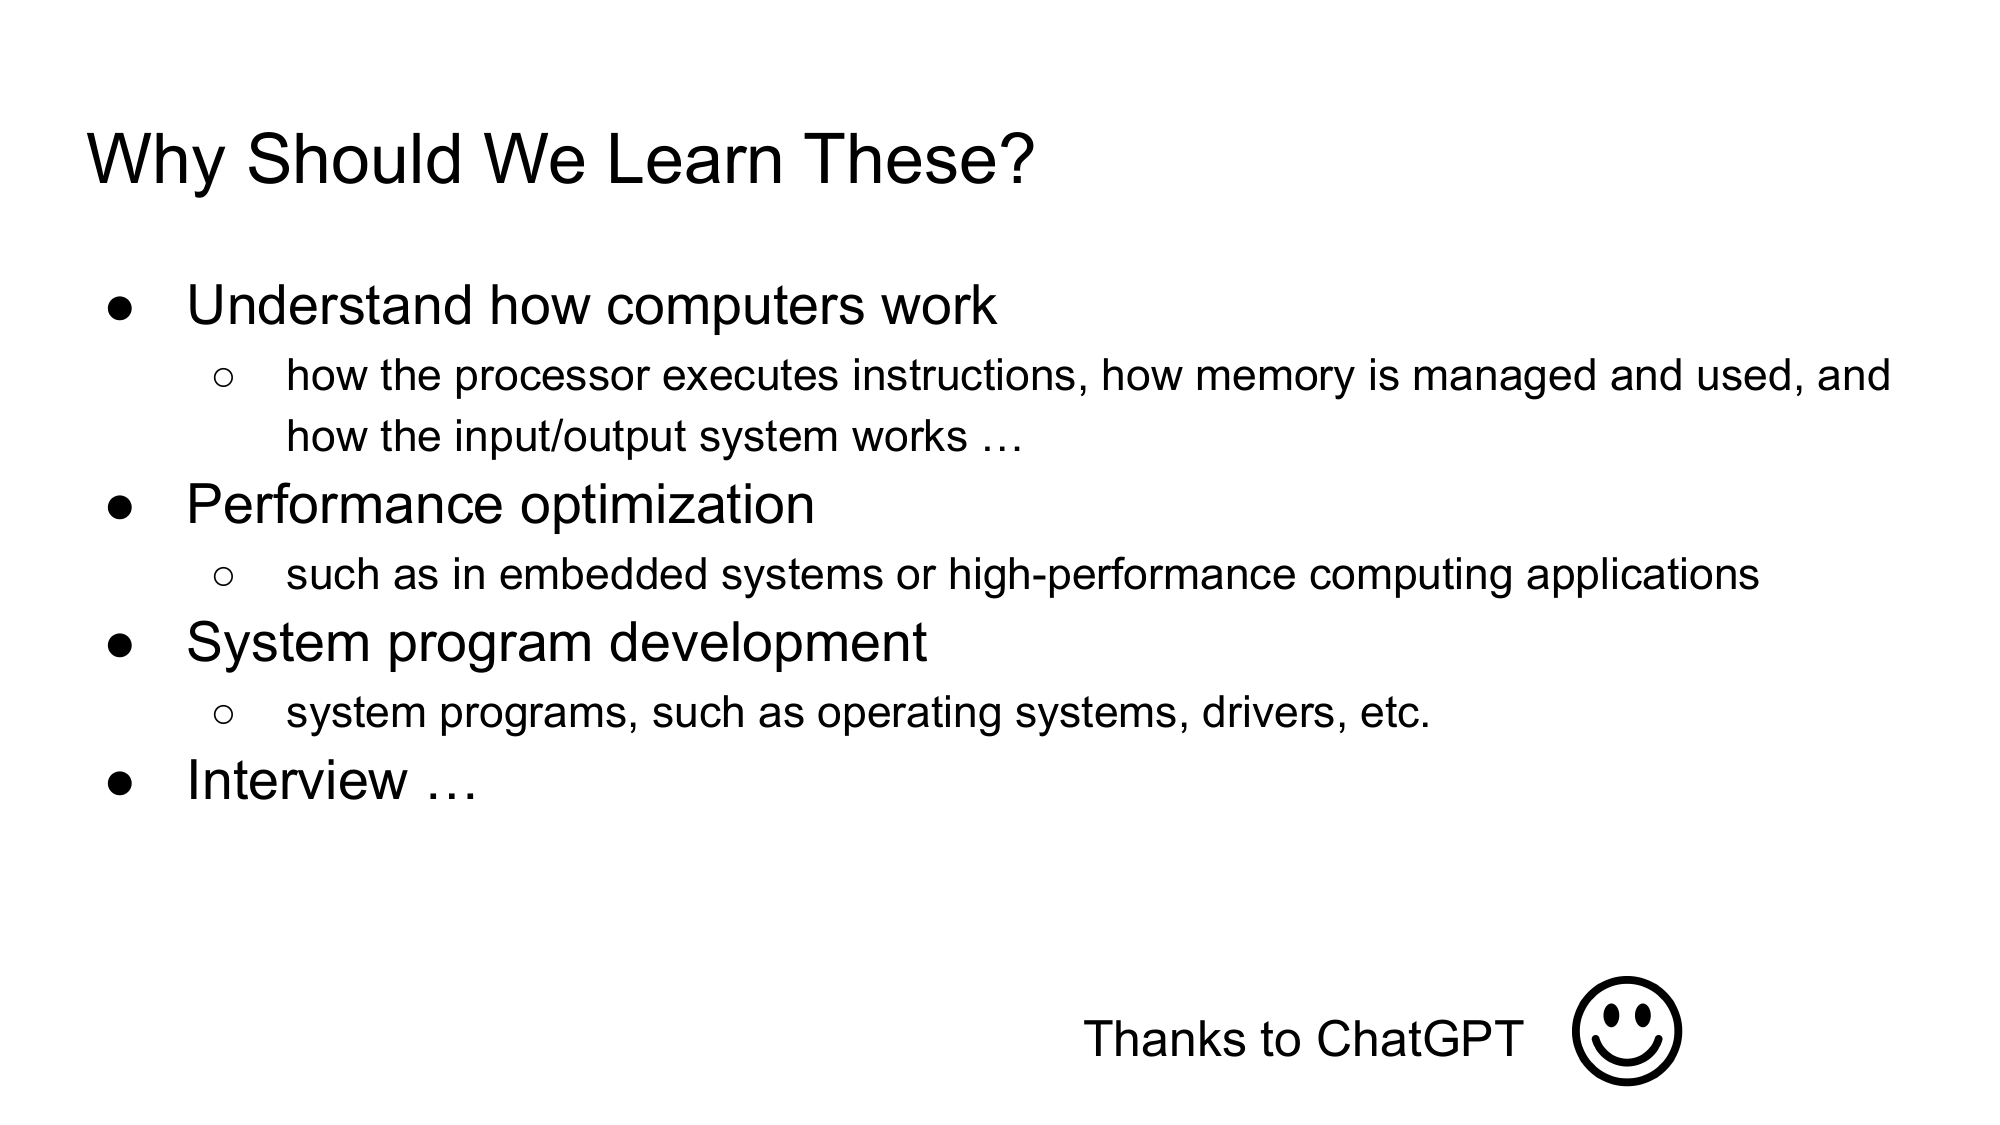 Why Should We Learn These?
● Understand how computers work
○ how the processor executes instructions, how memory is managed and used, and
how the input/output system works …
● Performance optimization
○ such as in embedded systems or high-performance computing applications
● System program development
○ system programs, such as operating systems, drivers, etc.
● Interview …
Thanks to ChatGPT